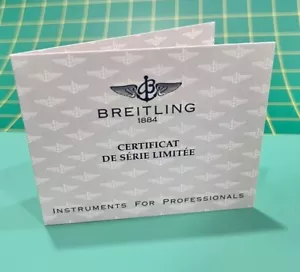 BREITLING
1884
CERTIFICAT
DE SÉRIE LIMITÉE
INSTRUMENTS FOR PROFESSIONALS